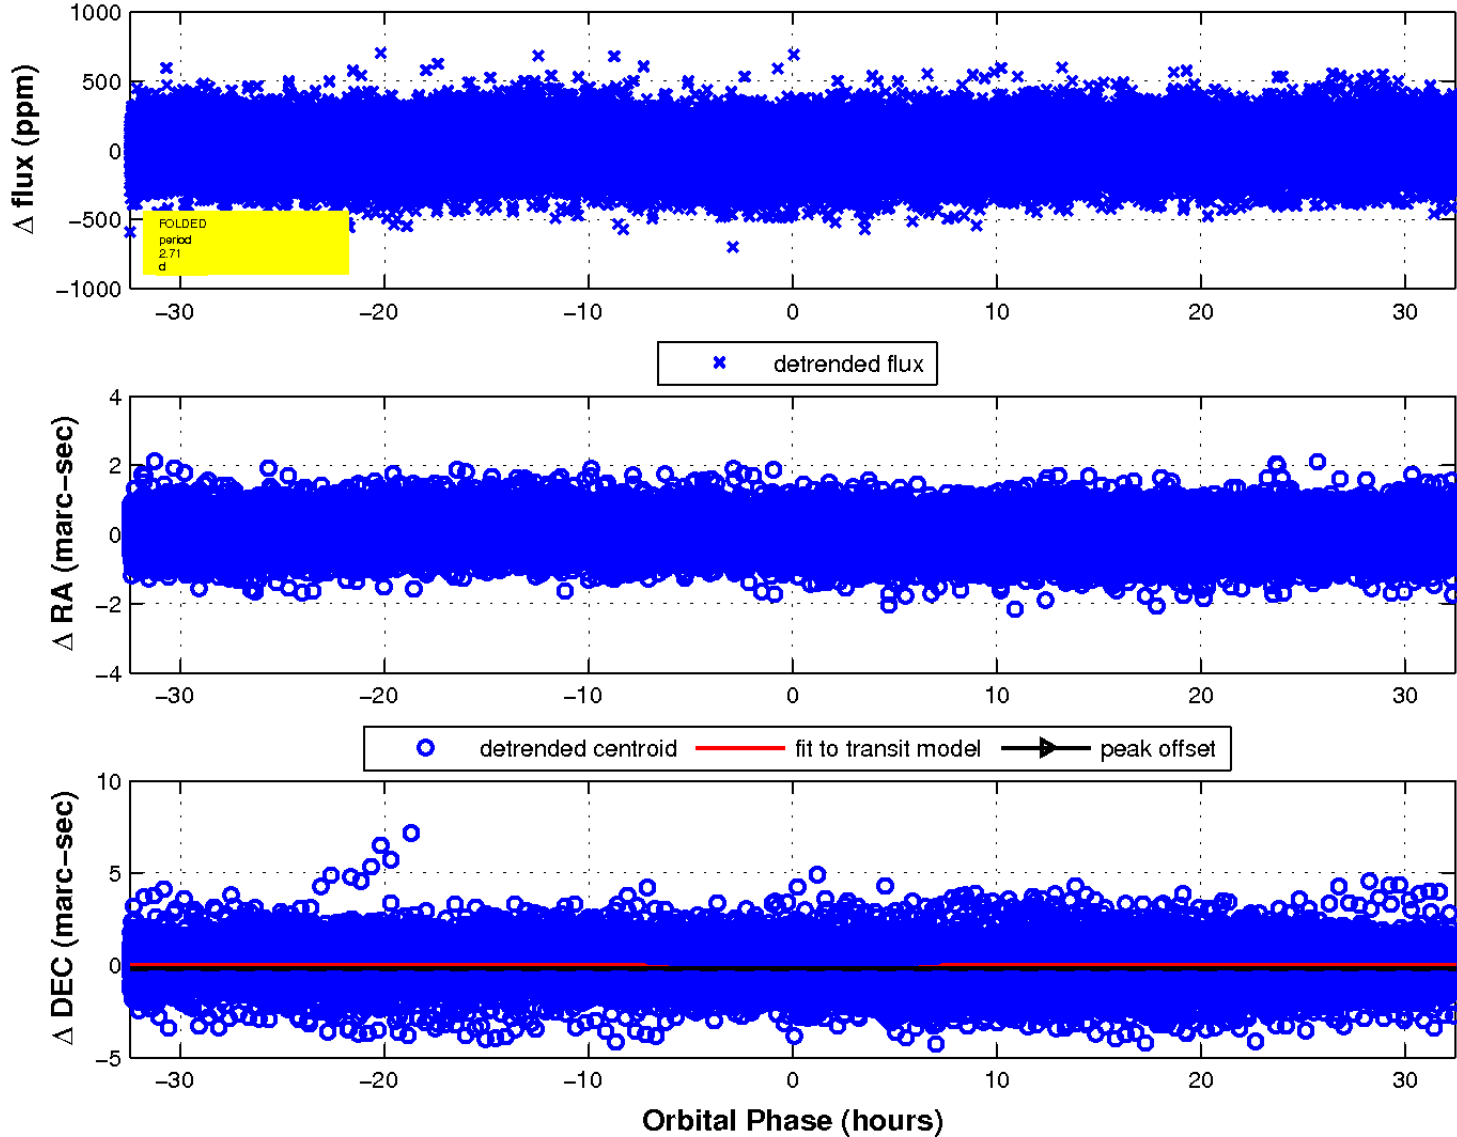 1000
500
0
−500
−1000
Δ flux (ppm)
FOLDED
period
2.71
d
−30 −20 −10 0 10 20 30
detrended flux
4
2
0
−2
−4
Δ RA (marc−sec)
−30 −20 −10 0 10 20 30
detrended centroid fit to transit model peak offset
10
5
0
−5
Δ DEC (marc−sec)
−30 −20 −10 0 10 20 30
Orbital Phase (hours)